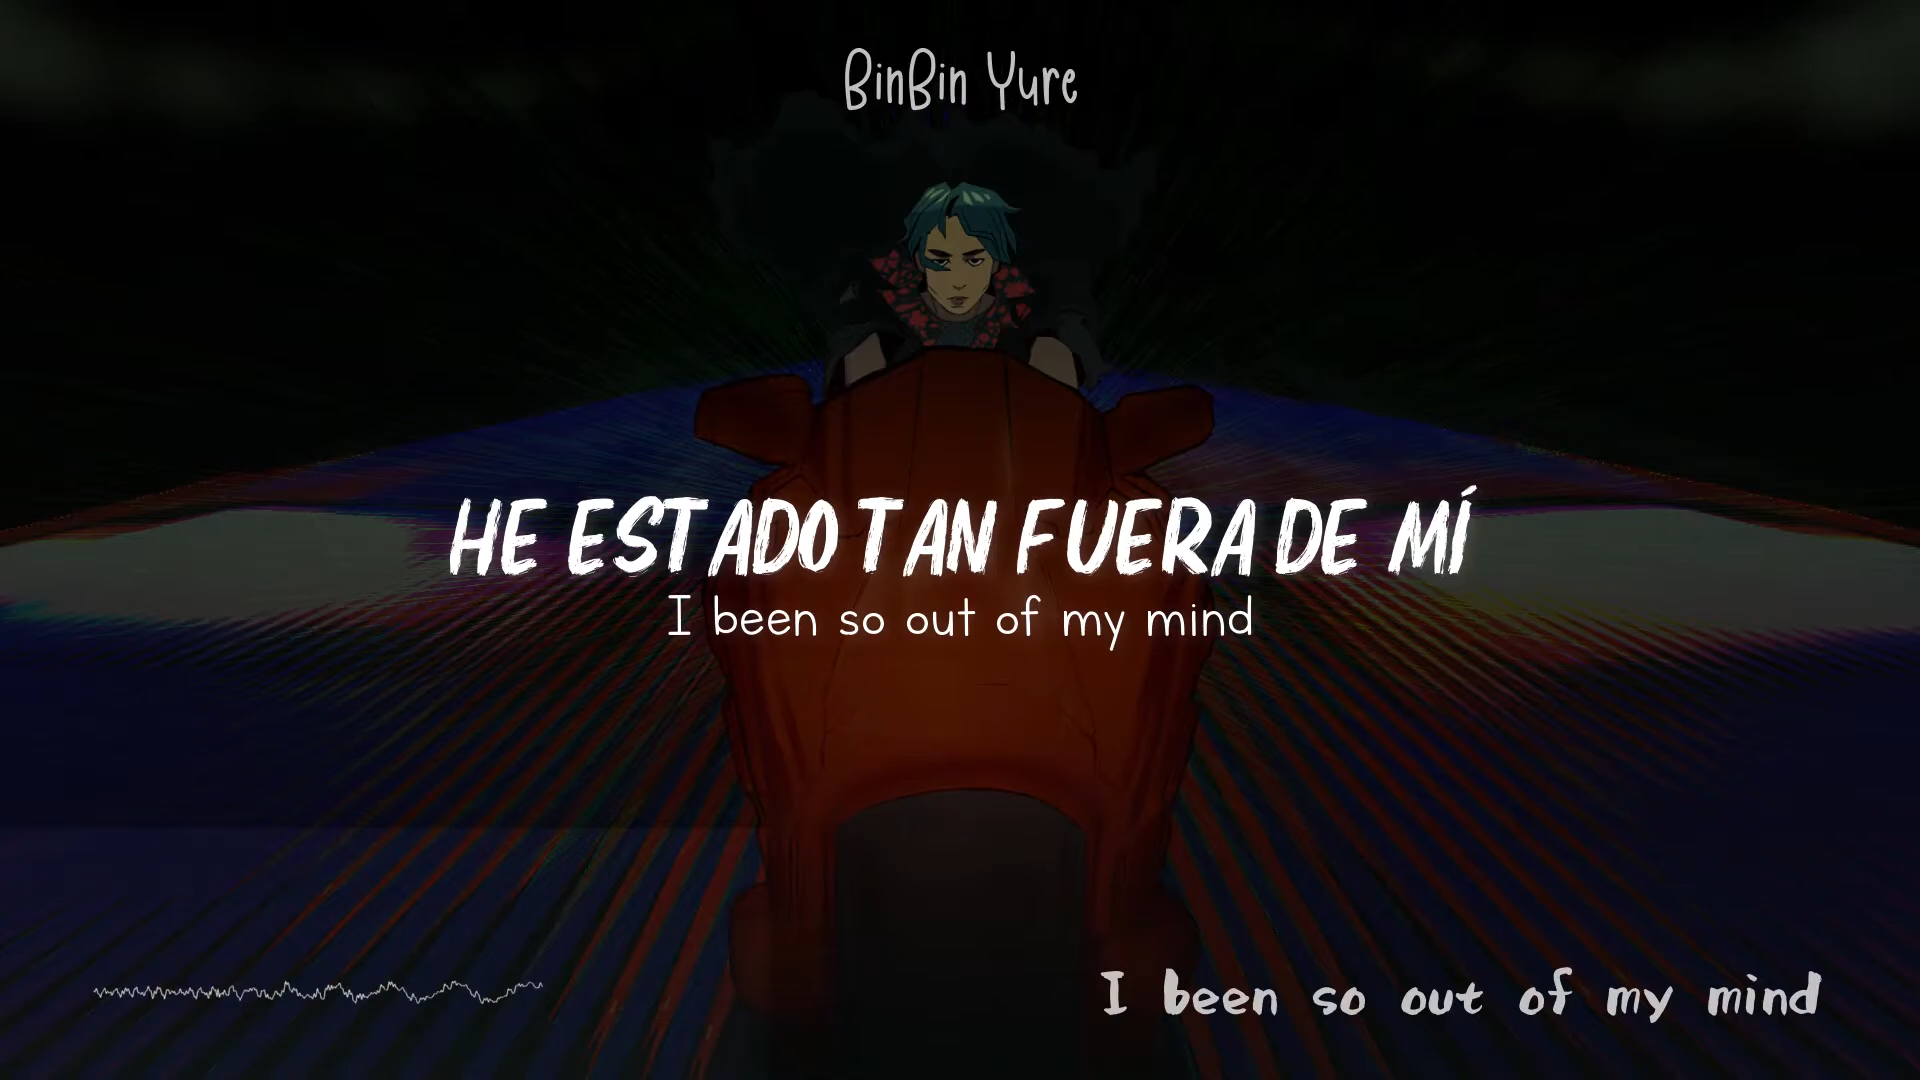 BinBin Yure
HE ESTADO TAN FUERA DE MÍ
I been so out of my mind
I been so out of my mind